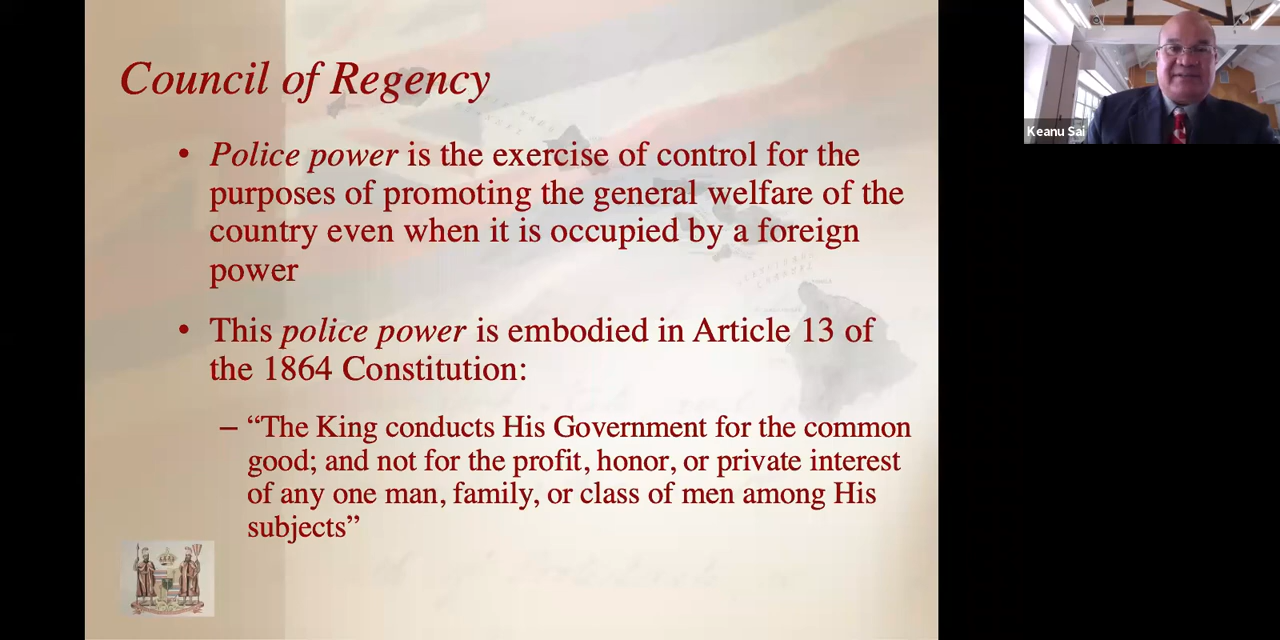 Council of Regency
• Police power is the exercise of control for the
purposes of promoting the general welfare of the
country even when it is occupied by a foreign
power
• This police power is embodied in Article 13 of
the 1864 Constitution:
– “The King conducts His Government for the common
good; and not for the profit, honor, or private interest
of any one man, family, or class of men among His
subjects”
Keanu Sai